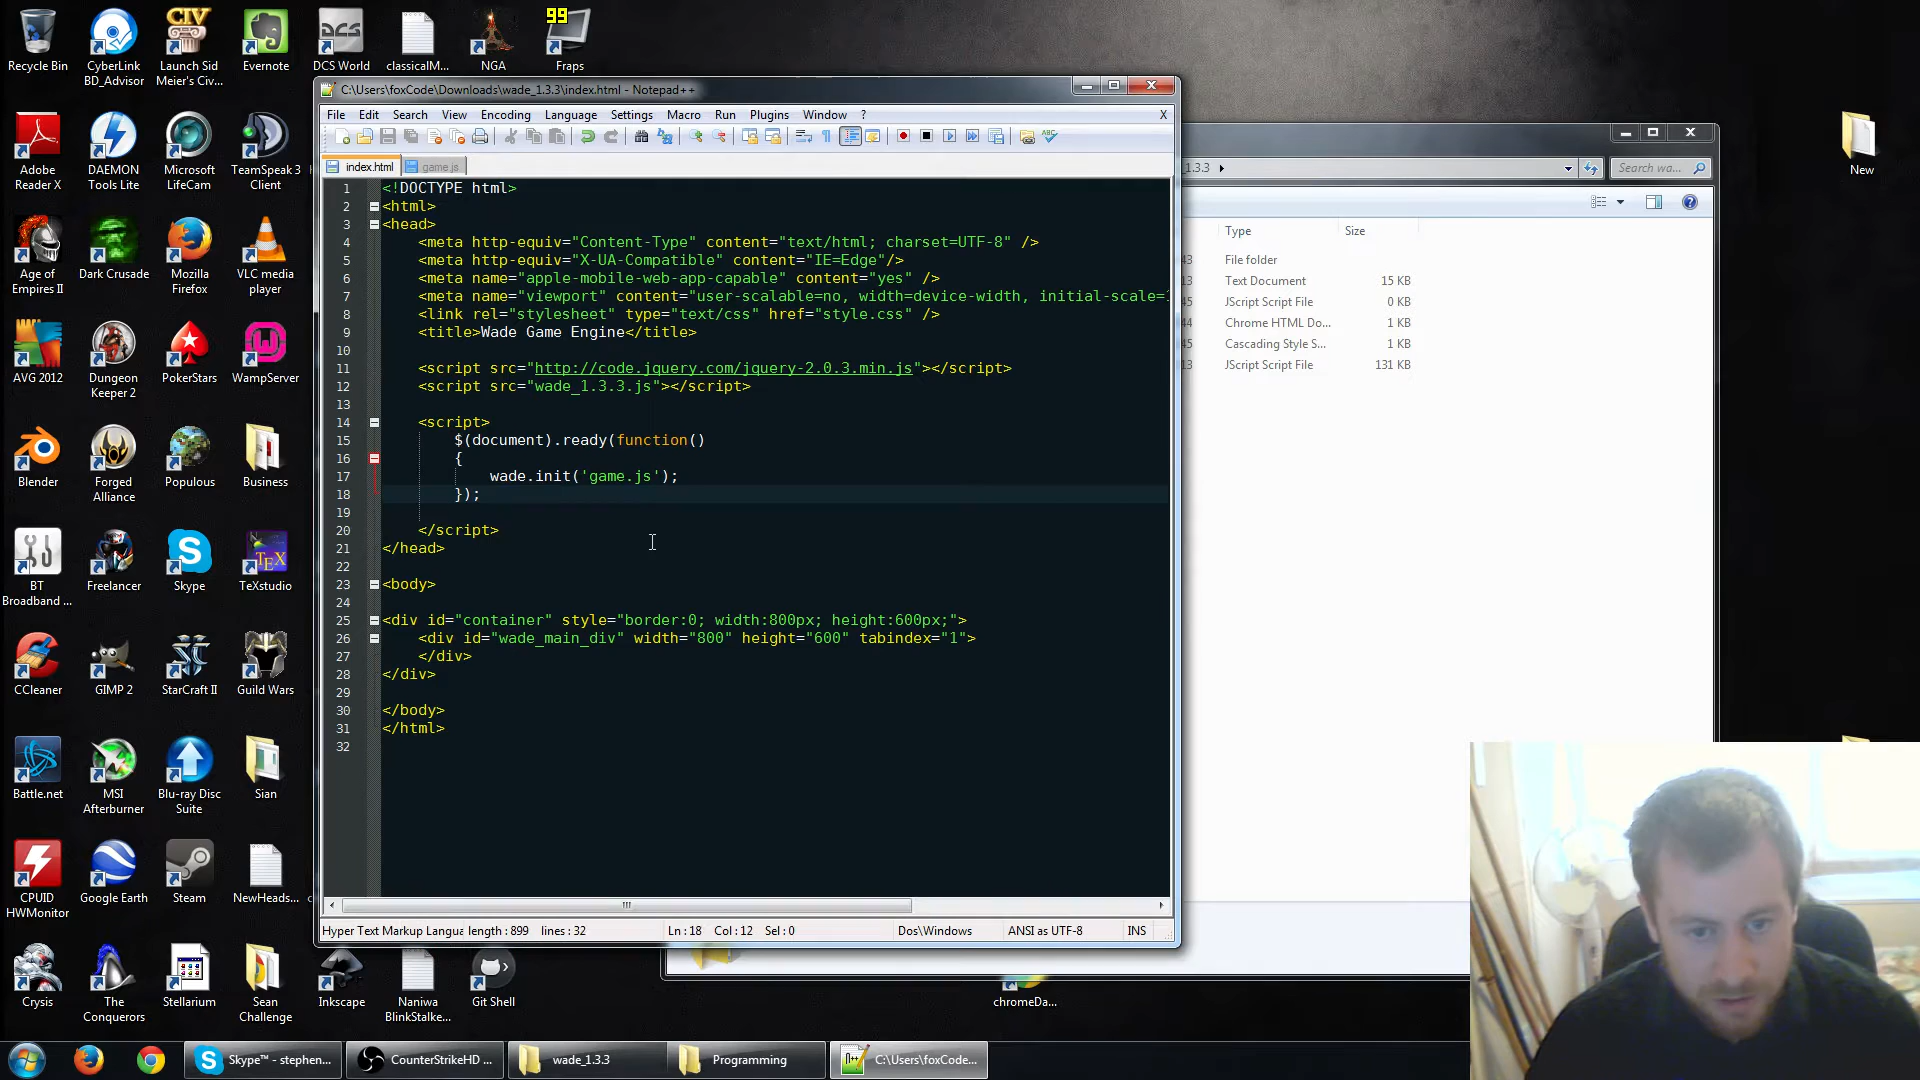 99
Recycle Bin
CyberLink BD_Advisor
Launch Sid Meier's Civ...
Evernote
DCS World
classicalM...
NGA
Fraps
Adobe Reader X
DAEMON Tools Lite
Microsoft LifeCam
TeamSpeak 3 Client
Age of Empires II
Dark Crusade
Mozilla Firefox
VLC media player
AVG 2012
Dungeon Keeper 2
PokerStars
WampServer
Blender
Forged Alliance
Populous
Business
BT Broadband ...
Freelancer
Skype
TeXstudio
CCleaner
GIMP 2
StarCraft II
Guild Wars
Battle.net
MSI Afterburner
Blu-ray Disc Suite
Sian
CPUID HWMonitor
Google Earth
Steam
NewHeads...
Crysis
The Conquerors
Stellarium
Sean Challenge
Inkscape
Naniwa BlinkStalke...
Git Shell
chromeDa...
New
C:\Users\foxCode\Downloads\wade_1.3.3\index.html - Notepad++
File Edit Search View Encoding Language Settings Macro Run Plugins Window ? X
index.html game.js
1 <!DOCTYPE html>
2 <html>
3 <head>
4 <meta http-equiv="Content-Type" content="text/html; charset=UTF-8" />
5 <meta http-equiv="X-UA-Compatible" content="IE=Edge"/>
6 <meta name="apple-mobile-web-app-capable" content="yes" />
7 <meta name="viewport" content="user-scalable=no, width=device-width, initial-scale=1
8 <link rel="stylesheet" type="text/css" href="style.css" />
9 <title>Wade Game Engine</title>
10
11 <script src="http://code.jquery.com/jquery-2.0.3.min.js"></script>
12 <script src="wade_1.3.3.js"></script>
13
14 <script>
15 $(document).ready(function()
16 {
17 wade.init('game.js');
18 });
19
20 </script>
21 </head>
22
23 <body>
24
25 <div id="container" style="border:0; width:800px; height:600px;">
26 <div id="wade_main_div" width="800" height="600" tabindex="1">
27 </div>
28 </div>
29
30 </body>
31 </html>
32
Hyper Text Markup Langua length : 899 lines : 32 Ln : 18 Col : 12 Sel : 0 Dos\Windows ANSI as UTF-8 INS
_1.3.3
Search wa...
Type Size
43 File folder
13 Text Document 15 KB
45 JScript Script File 0 KB
44 Chrome HTML Do... 1 KB
45 Cascading Style S... 1 KB
13 JScript Script File 131 KB
Skype™ - stephen...
CounterStrikeHD ...
wade_1.3.3
Programming
C:\Users\foxCode...